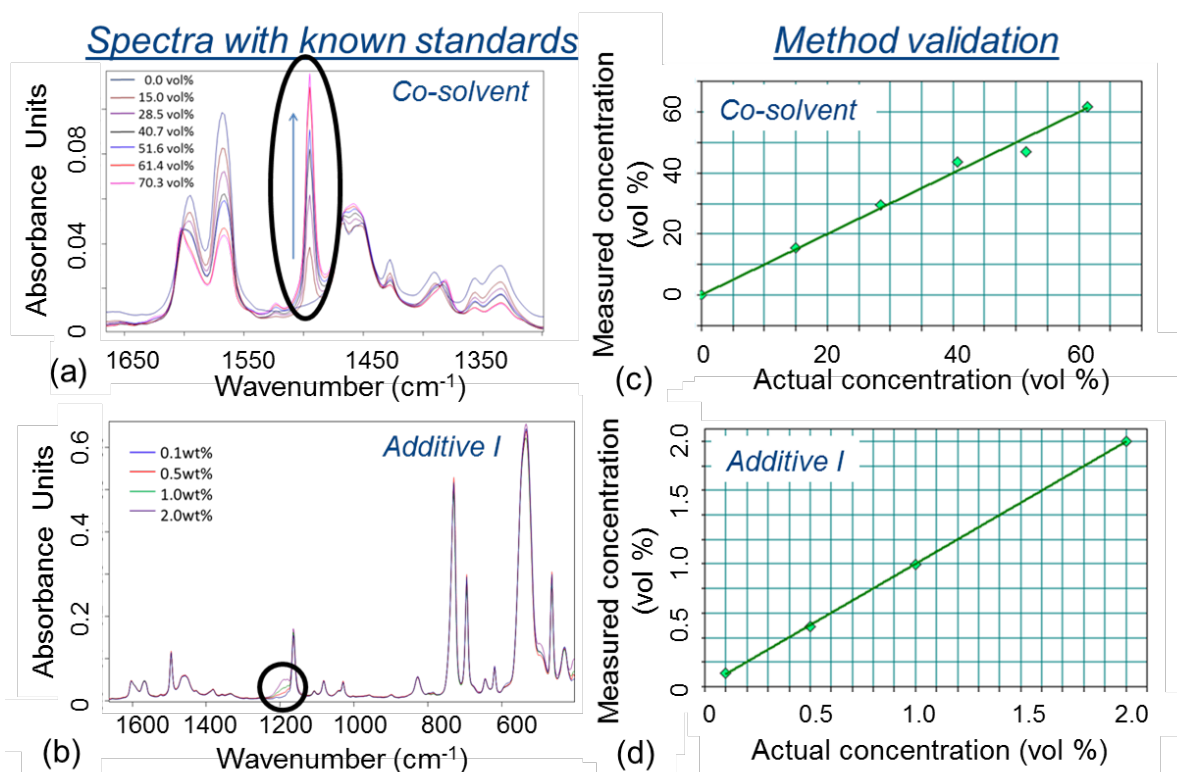 Spectra with known standards
Method validation
Co-solvent
0.0 vol%
15.0 vol%
28.5 vol%
40.7 vol%
51.6 vol%
61.4 vol%
70.3 vol%
Absorbance Units
0.08
0.04
0
1650 1550 1450 1350
Wavenumber (cm-1)
(a)
Co-solvent
Measured concentration
(vol %)
60
40
20
0
0 20 40 60
Actual concentration (vol %)
(c)
Additive I
0.1wt%
0.5wt%
1.0wt%
2.0wt%
Absorbance Units
0.6
0.4
0.2
0
1600 1400 1200 1000 800 600
Wavenumber (cm-1)
(b)
Additive I
Measured concentration
(vol %)
2.0
1.5
1.0
0.5
0
0 0.5 1.0 1.5 2.0
Actual concentration (vol %)
(d)